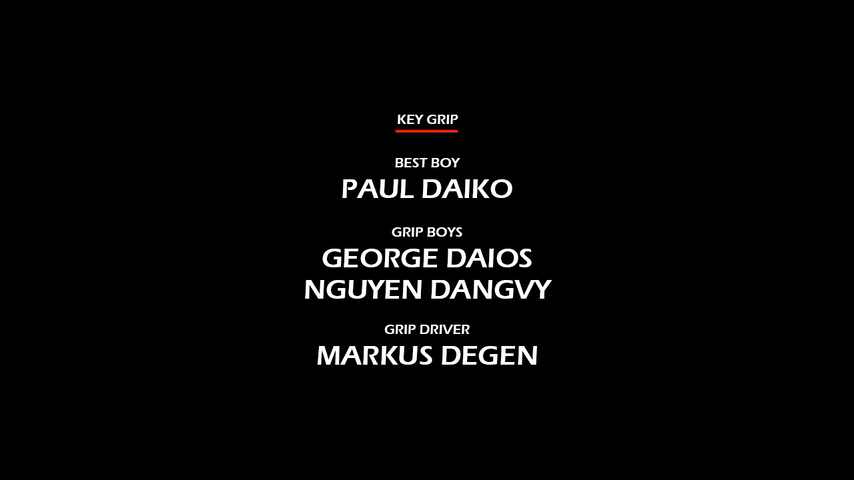 KEY GRIP
BEST BOY
PAUL DAIKO
GRIP BOYS
GEORGE DAIOS
NGUYEN DANGVY
GRIP DRIVER
MARKUS DEGEN